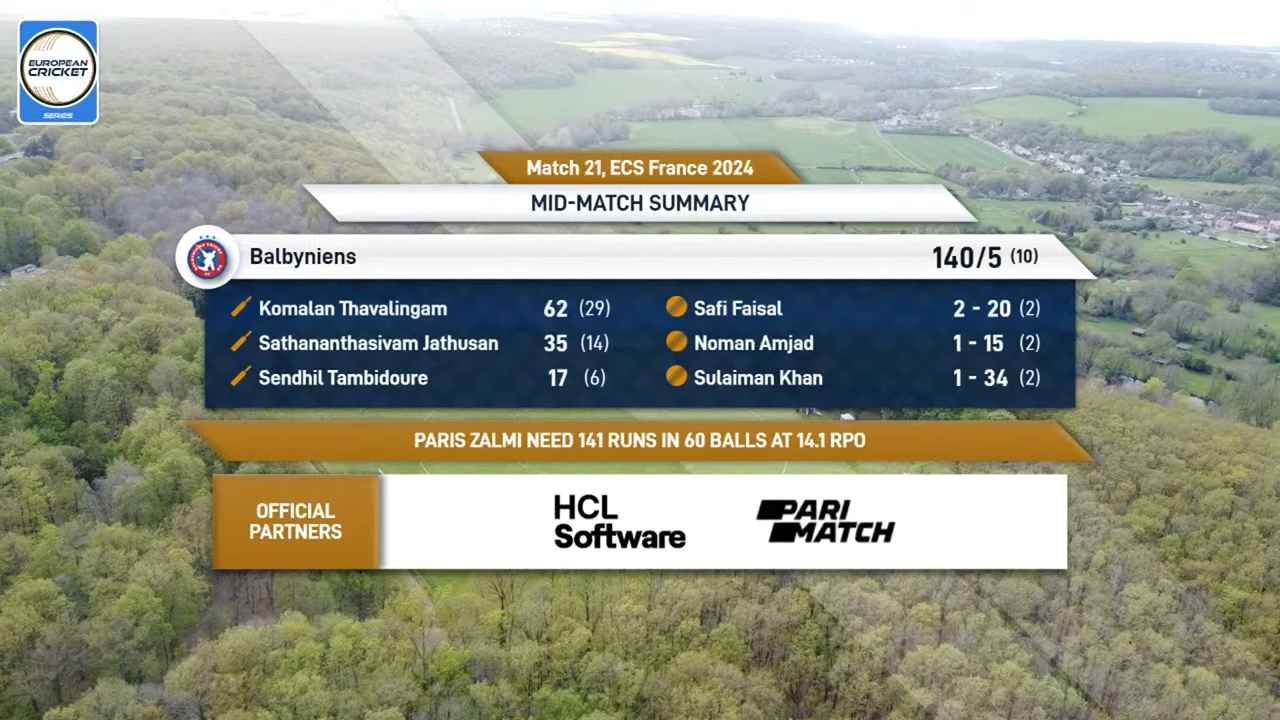 EUROPEAN
CRICKET
SERIES
Match 21, ECS France 2024
MID-MATCH SUMMARY
Balbyniens 140/5 (10)
Komalan Thavalingam 62 (29) Safi Faisal 2 - 20 (2)
Sathananthasivam Jathusan 35 (14) Noman Amjad 1 - 15 (2)
Sendhil Tambidoure 17 (6) Sulaiman Khan 1 - 34 (2)
PARIS ZALMI NEED 141 RUNS IN 60 BALLS AT 14.1 RPO
OFFICIAL
PARTNERS
HCL
Software
PARI
MATCH